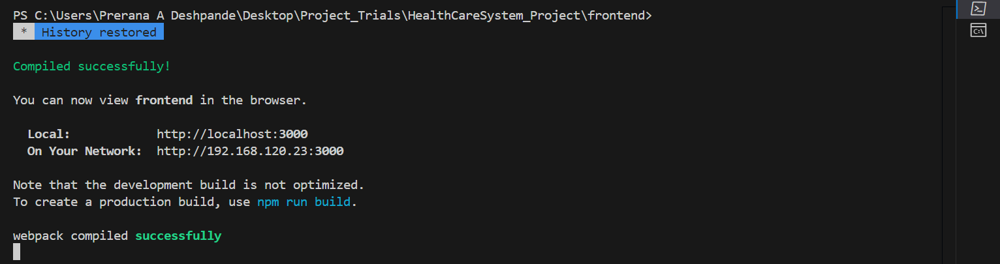 PS C:\Users\Prerana A Deshpande\Desktop\Project_Trials\HealthCareSystem_Project\frontend>
* History restored
Compiled successfully!
You can now view frontend in the browser.
Local: http://localhost:3000
On Your Network: http://192.168.120.23:3000
Note that the development build is not optimized.
To create a production build, use npm run build.
webpack compiled successfully